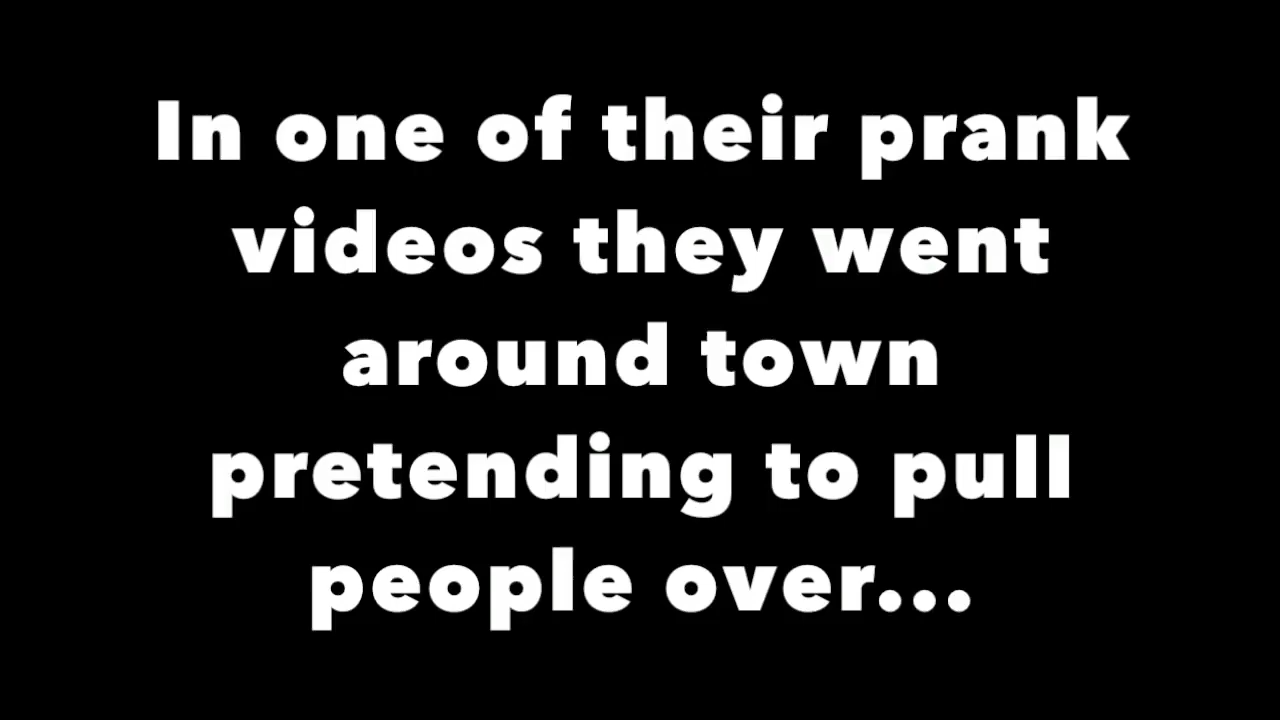 In one of their prank
videos they went
around town
pretending to pull
people over...